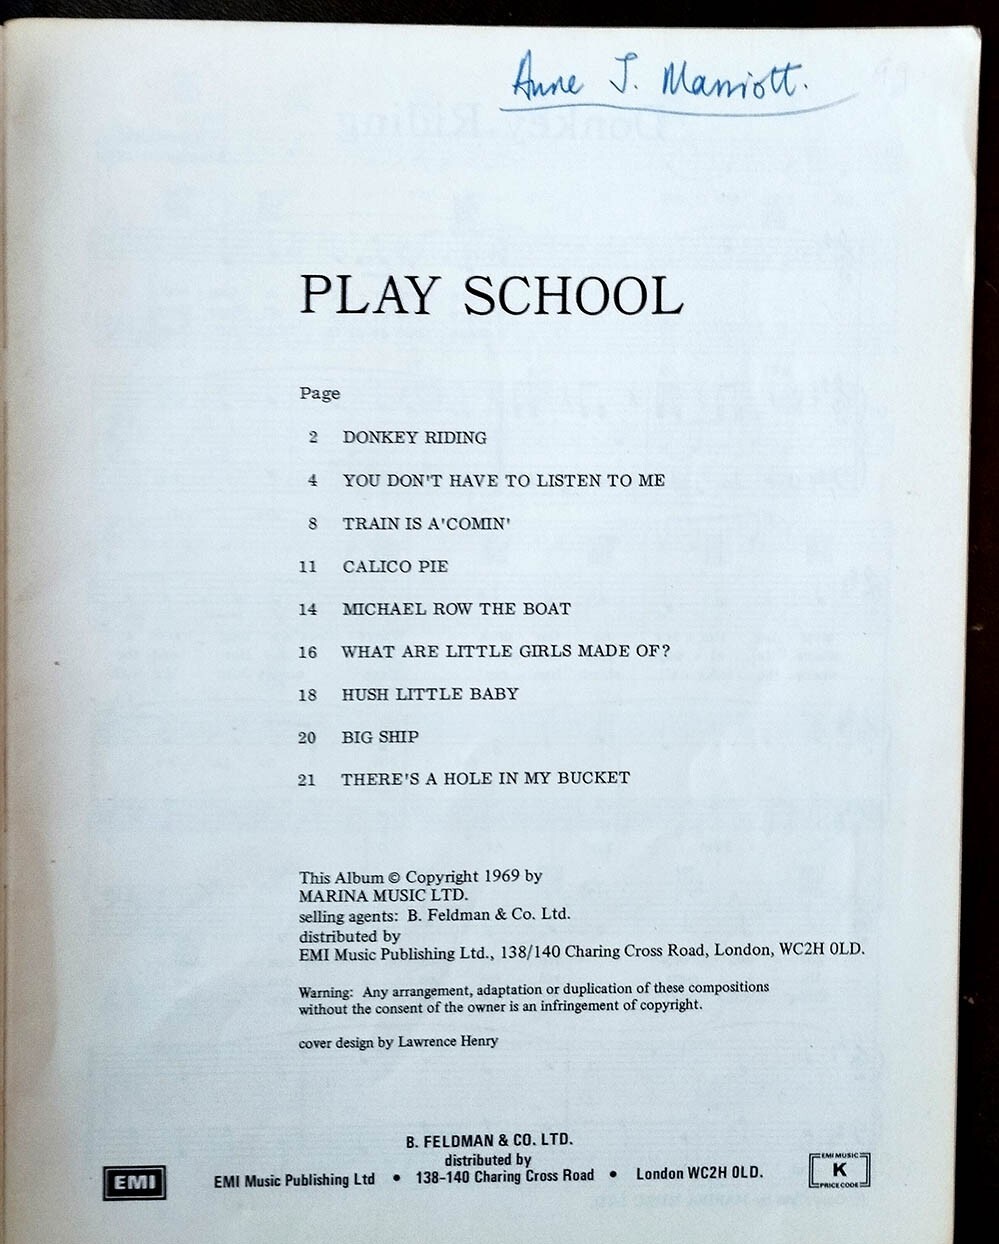 Anne J. Marriott.
PLAY SCHOOL
Page
2 DONKEY RIDING
4 YOU DON'T HAVE TO LISTEN TO ME
8 TRAIN IS A'COMIN'
11 CALICO PIE
14 MICHAEL ROW THE BOAT
16 WHAT ARE LITTLE GIRLS MADE OF?
18 HUSH LITTLE BABY
20 BIG SHIP
21 THERE'S A HOLE IN MY BUCKET
This Album © Copyright 1969 by
MARINA MUSIC LTD.
selling agents: B. Feldman & Co. Ltd.
distributed by
EMI Music Publishing Ltd., 138/140 Charing Cross Road, London, WC2H 0LD.
Warning: Any arrangement, adaptation or duplication of these compositions
without the consent of the owner is an infringement of copyright.
cover design by Lawrence Henry
B. FELDMAN & CO. LTD.
distributed by
EMI Music Publishing Ltd • 138-140 Charing Cross Road • London WC2H 0LD.
EMI
EMI MUSIC
K
PRICE CODE